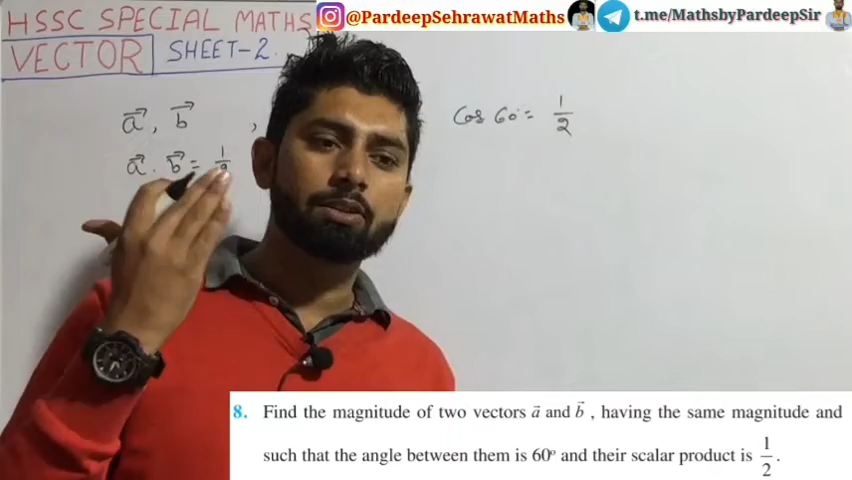 HSSC SPECIAL MATHS
@PardeepSehrawatMaths
t.me/MathsbyPardeepSir
VECTOR SHEET-2.
a⃗, b⃗ , cos 60° = 1/2
a⃗. b⃗ = 1/2
8. Find the magnitude of two vectors a⃗ and b⃗ , having the same magnitude and
such that the angle between them is 60° and their scalar product is 1/2.